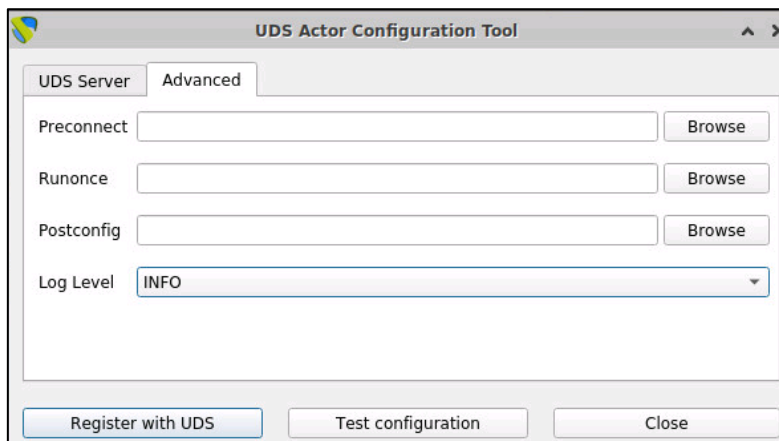 UDS Actor Configuration Tool
UDS Server Advanced
Preconnect Browse
Runonce Browse
Postconfig Browse
Log Level INFO
Register with UDS Test configuration Close